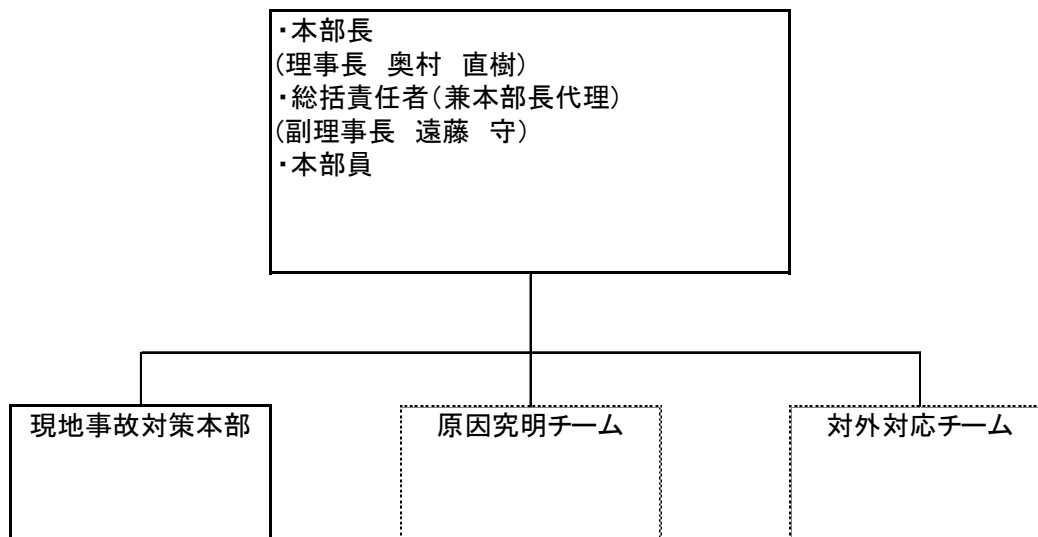 ・本部長
(理事長　奥村　直樹)
・総括責任者(兼本部長代理)
(副理事長　遠藤　守)
・本部員
現地事故対策本部
原因究明チーム
対外対応チーム